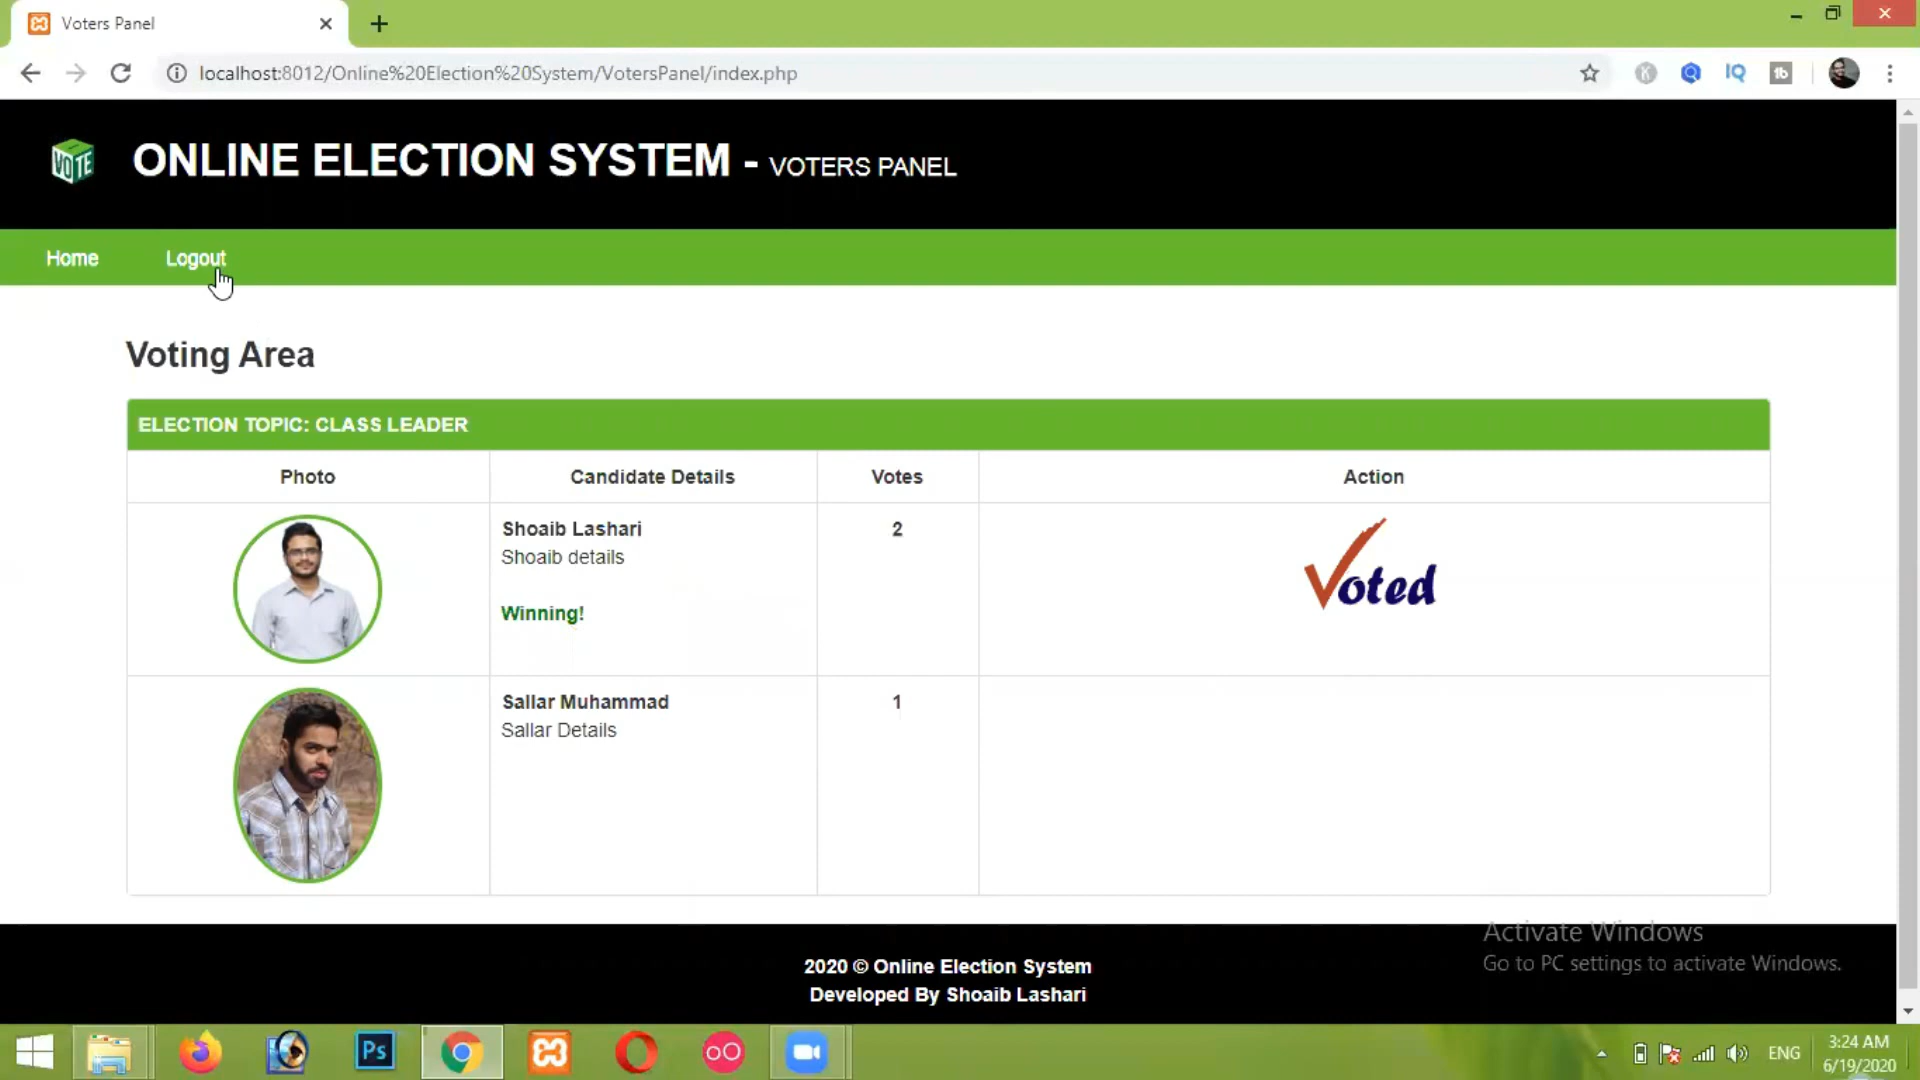 Voters Panel
localhost:8012/Online%20Election%20System/VotersPanel/index.php
VOTE
ONLINE ELECTION SYSTEM - VOTERS PANEL
Home
Logout
Voting Area
ELECTION TOPIC: CLASS LEADER
Photo
Candidate Details
Votes
Action
Shoaib Lashari
Shoaib details
Winning!
2
Voted
Sallar Muhammad
Sallar Details
1
Activate Windows
Go to PC settings to activate Windows.
2020 © Online Election System
Developed By Shoaib Lashari
Ps
ENG
3:24 AM
6/19/2020